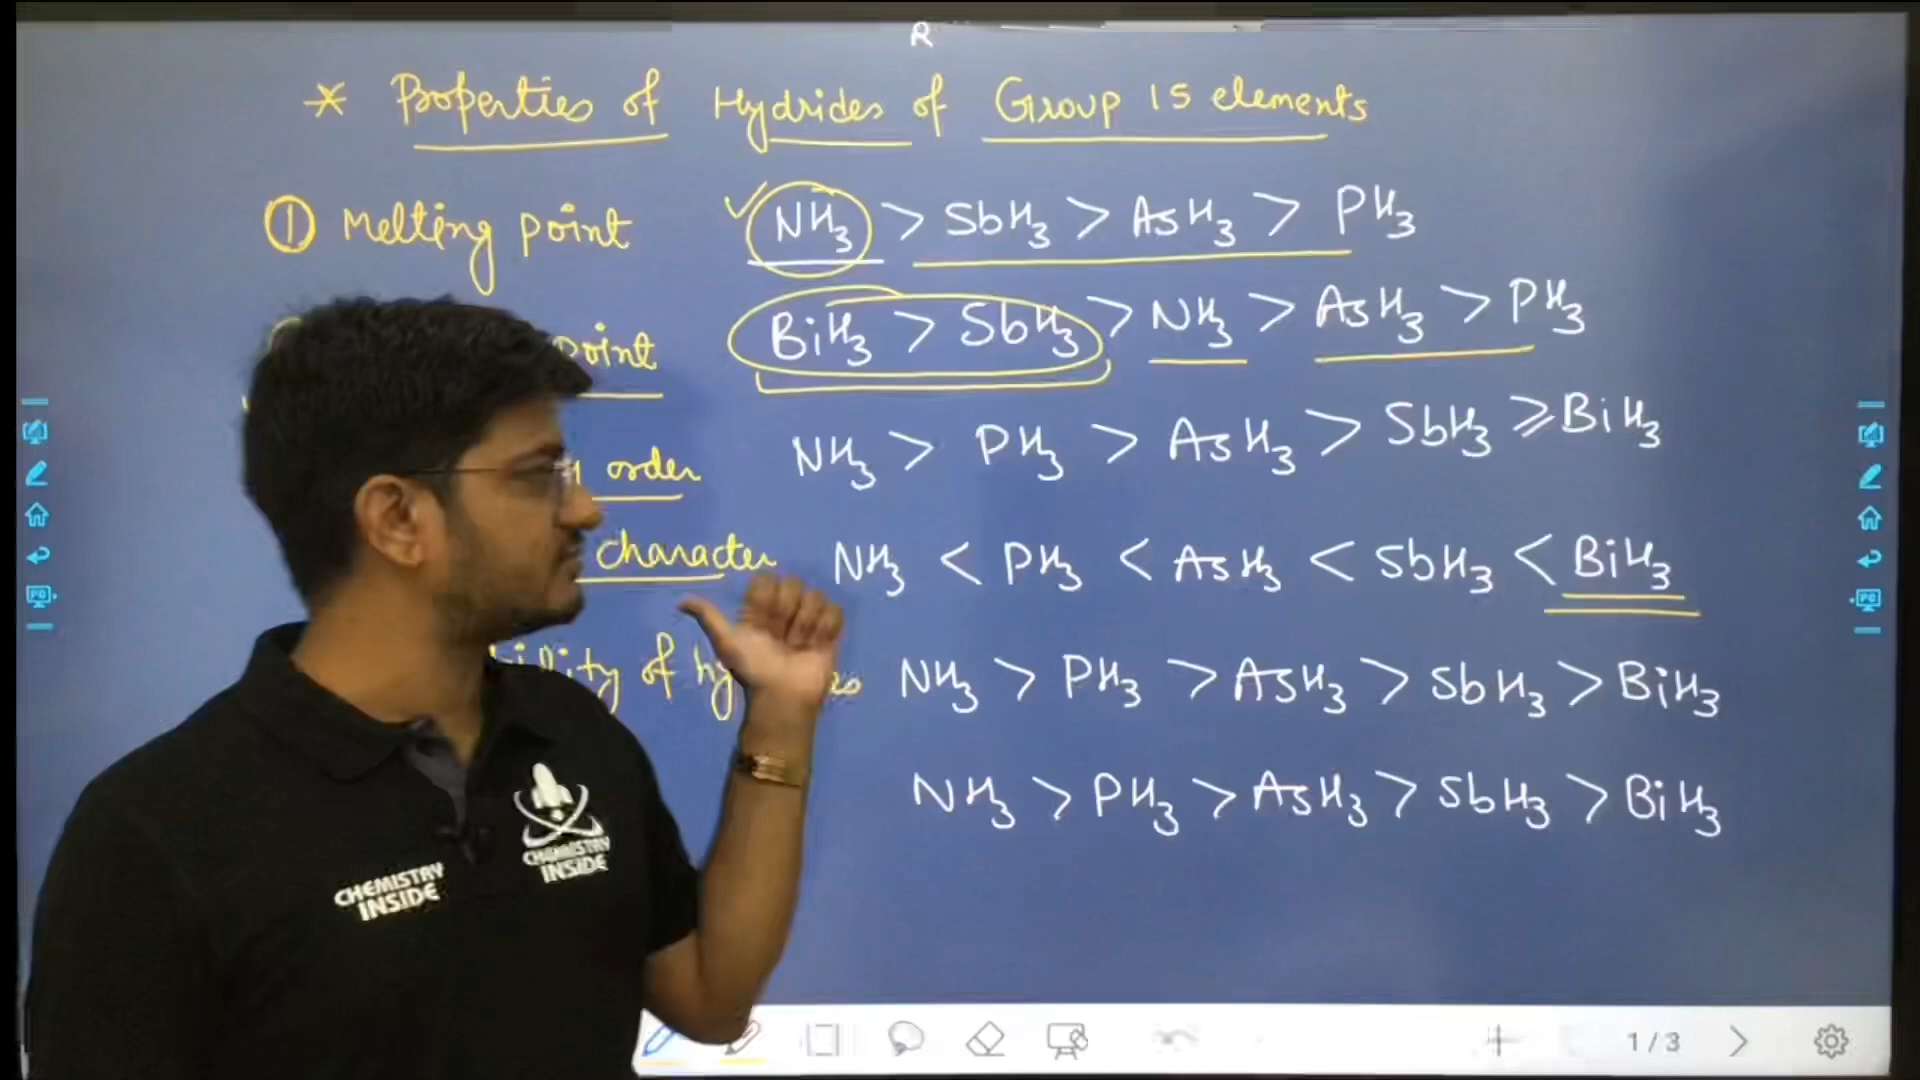 R
* Properties of Hydrides of Group 15 elements
① Melting point NH3 > SbH3 > AsH3 > PH3
point BiH3 > SbH3 > NH3 > AsH3 > PH3
order NH3 > PH3 > AsH3 > SbH3 ⩾ BiH3
character NH3 < PH3 < AsH3 < SbH3 < BiH3
of NH3 > PH3 > AsH3 > SbH3 > BiH3
NH3 > PH3 > AsH3 > SbH3 > BiH3
CHEMISTRY
INSIDE
CHEMISTRY
INSIDE
1/3